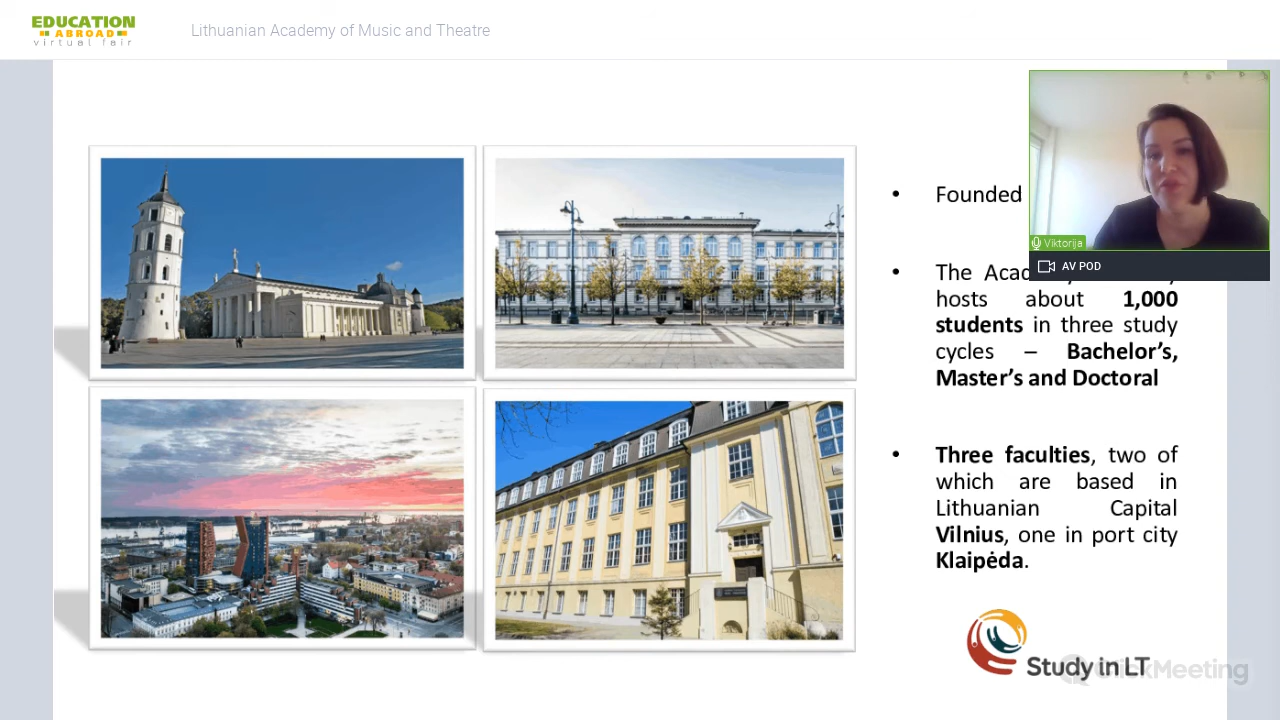 EDUCATION
ABROAD
virtual fair
Lithuanian Academy of Music and Theatre
Viktorija
AV POD
• Founded
• The
hosts about 1,000
students in three study
cycles – Bachelor's,
Master's and Doctoral
• Three faculties, two of
which are based in
Lithuanian Capital
Vilnius, one in port city
Klaipėda.
Study in LT
ClickMeeting